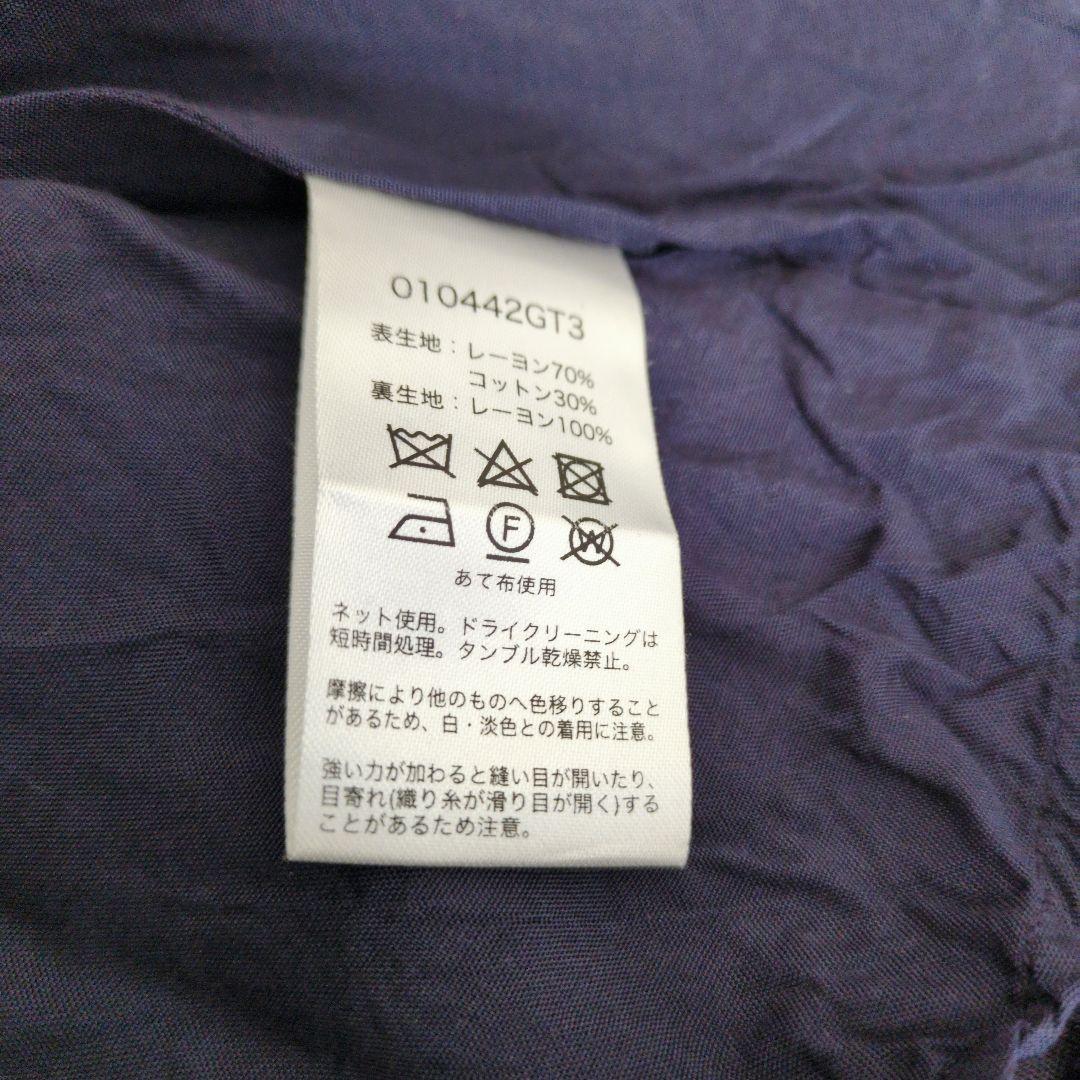 010442GT3
表生地:レーヨン70%
コットン30%
裏生地:レーヨン100%
F W
あて布使用
ネット使用。ドライクリーニングは
短時間処理。タンブル乾燥禁止。
摩擦により他のものへ色移りすること
があるため、白・淡色との着用に注意。
強い力が加わると縫い目が開いたり、
目寄れ(織り糸が滑り目が開く)する
ことがあるため注意。